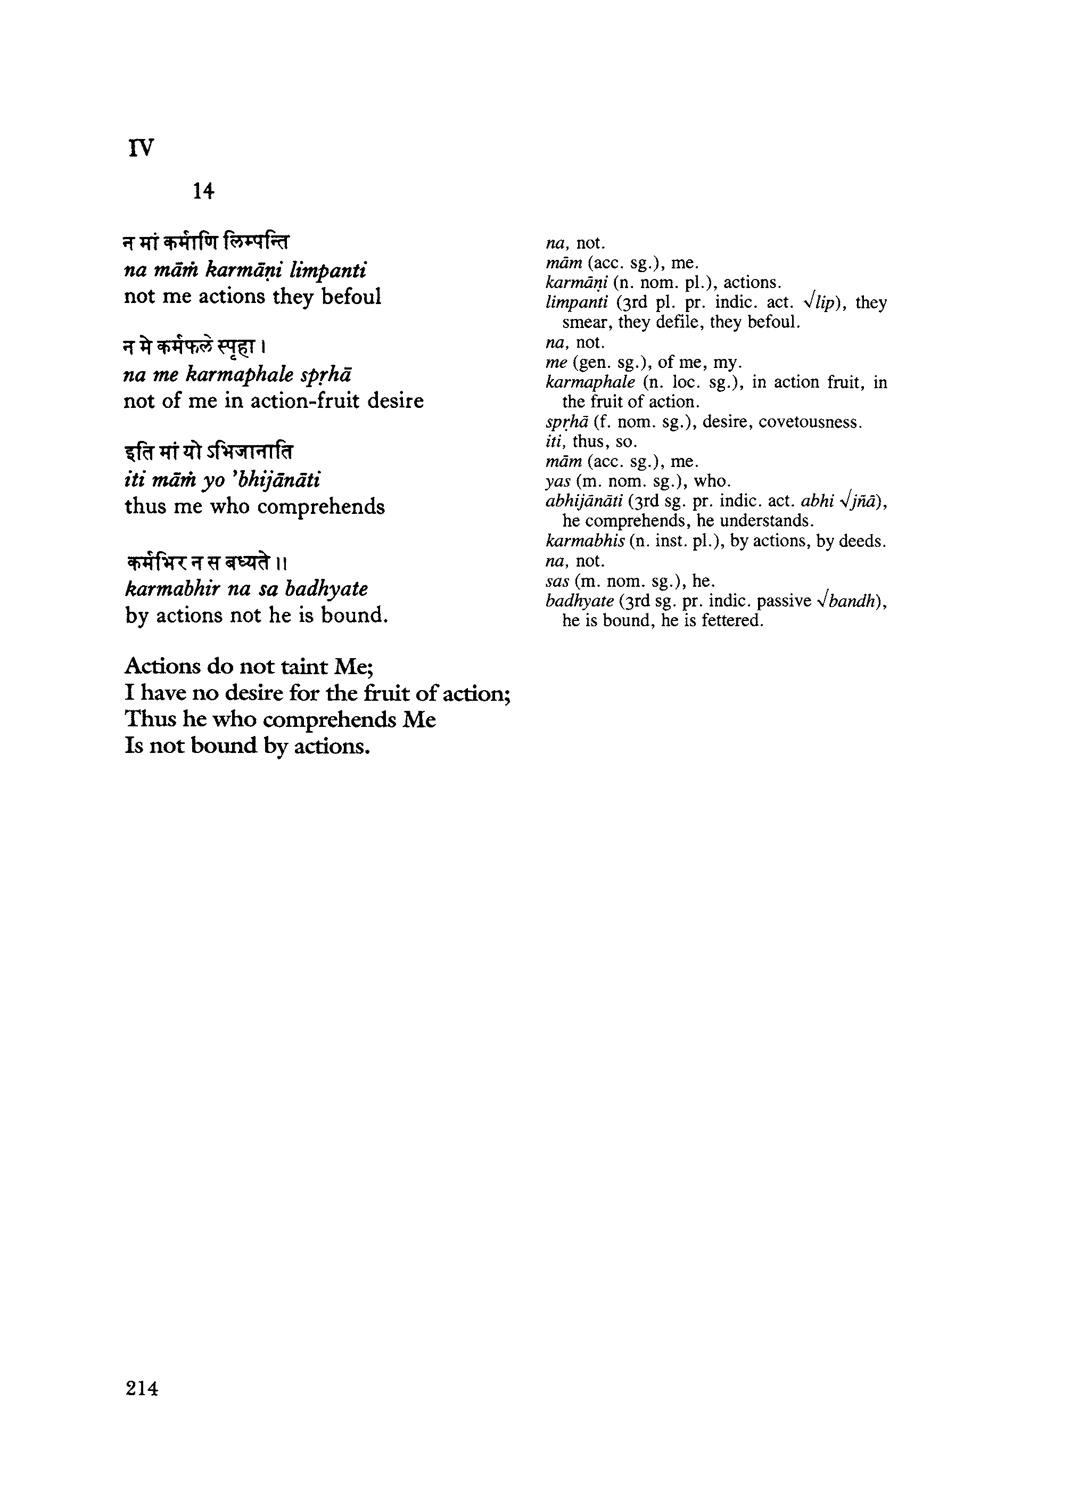 IV
14
न मां कर्माणि लिम्पन्ति
na māṁ karmāṇi limpanti
not me actions they befoul
न मे कर्मफले स्पृहा ।
na me karmaphale spṛhā
not of me in action-fruit desire
इति मां यो ऽभिजानाति
iti māṁ yo 'bhijānāti
thus me who comprehends
कर्मभिर न स बध्यते ॥
karmabhir na sa badhyate
by actions not he is bound.
Actions do not taint Me;
I have no desire for the fruit of action;
Thus he who comprehends Me
Is not bound by actions.
na, not.
mām (acc. sg.), me.
karmāṇi (n. nom. pl.), actions.
limpanti (3rd pl. pr. indic. act. √lip), they
smear, they defile, they befoul.
na, not.
me (gen. sg.), of me, my.
karmaphale (n. loc. sg.), in action fruit, in
the fruit of action.
spṛhā (f. nom. sg.), desire, covetousness.
iti, thus, so.
mām (acc. sg.), me.
yas (m. nom. sg.), who.
abhijānāti (3rd sg. pr. indic. act. abhi √jñā),
he comprehends, he understands.
karmabhis (n. inst. pl.), by actions, by deeds.
na, not.
sas (m. nom. sg.), he.
badhyate (3rd sg. pr. indic. passive √bandh),
he is bound, he is fettered.
214